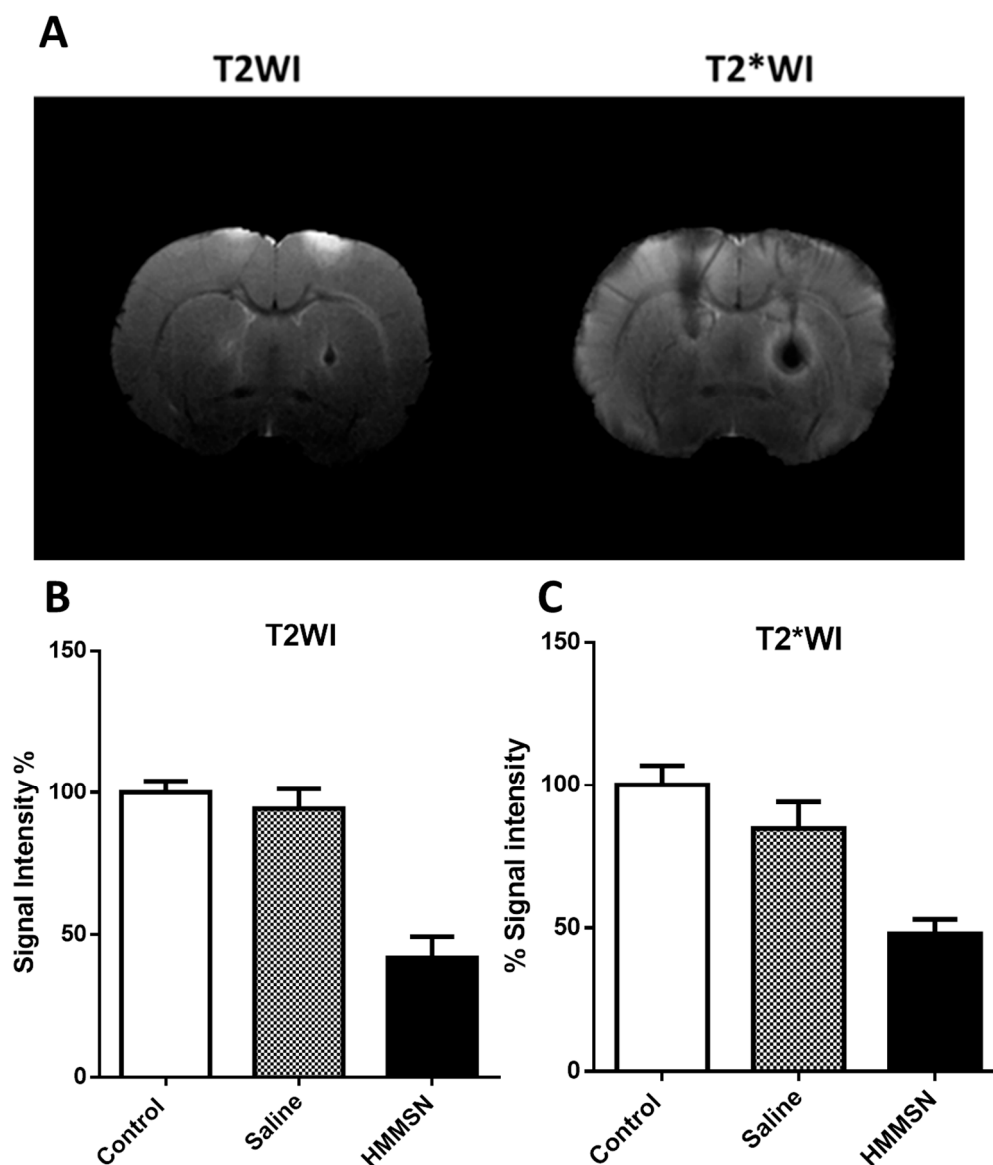 A
T2WI
T2*WI
B
T2WI
Signal Intensity %
150
100
50
0
Control
Saline
HMMSN
C
T2*WI
% Signal intensity
150
100
50
0
Control
Saline
HMMSN